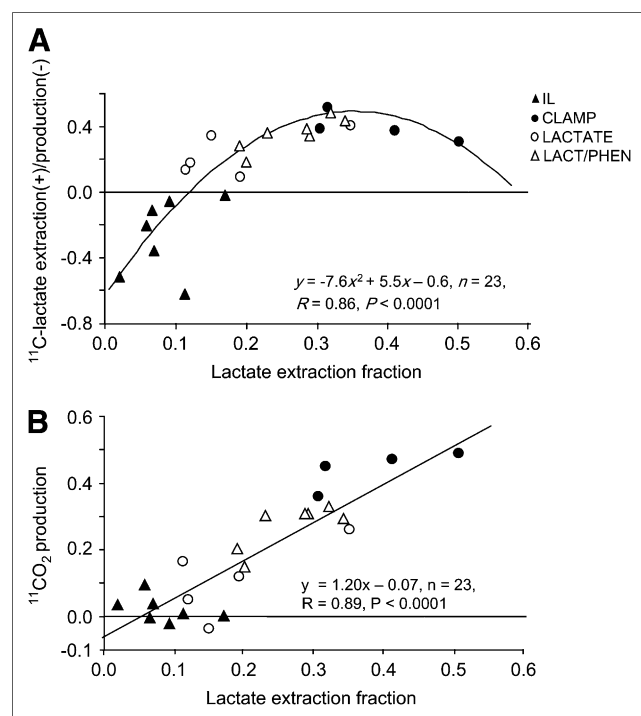 A
¹¹C-lactate extraction(+)/production(-)
0.4
0.0
-0.4
-0.8
0.0 0.1 0.2 0.3 0.4 0.5 0.6
Lactate extraction fraction
▲ IL
● CLAMP
○ LACTATE
△ LACT/PHEN
y = -7.6x² + 5.5x – 0.6, n = 23,
R = 0.86, P < 0.0001
B
¹¹CO₂ production
0.6
0.4
0.2
0.0
-0.1
0.0 0.1 0.2 0.3 0.4 0.5 0.6
Lactate extraction fraction
y = 1.20x – 0.07, n = 23,
R = 0.89, P < 0.0001